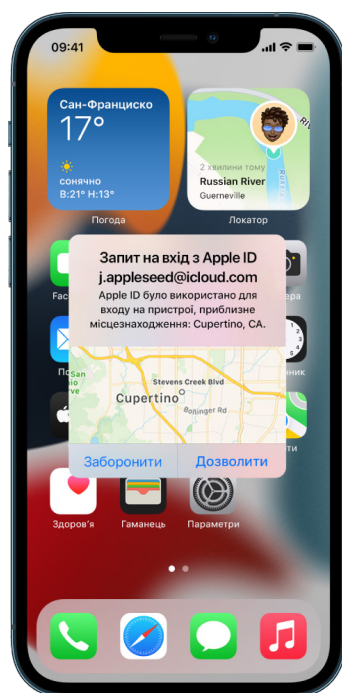 09:41
Сан-Франциско
17°
сонячно
В:21° Н:13°
2 хвилини тому
Russian River
Guerneville
Погода
Локатор
Запит на вхід з Apple ID
j.appleseed@icloud.com
Apple ID було використано для
входу на пристрої, приблизне
місцезнаходження: Cupertino, CA.
Stevens Creek Blvd
Cupertino
Bollinger Rd
Заборонити
Дозволити
Здоров'я
Гаманець
Параметри